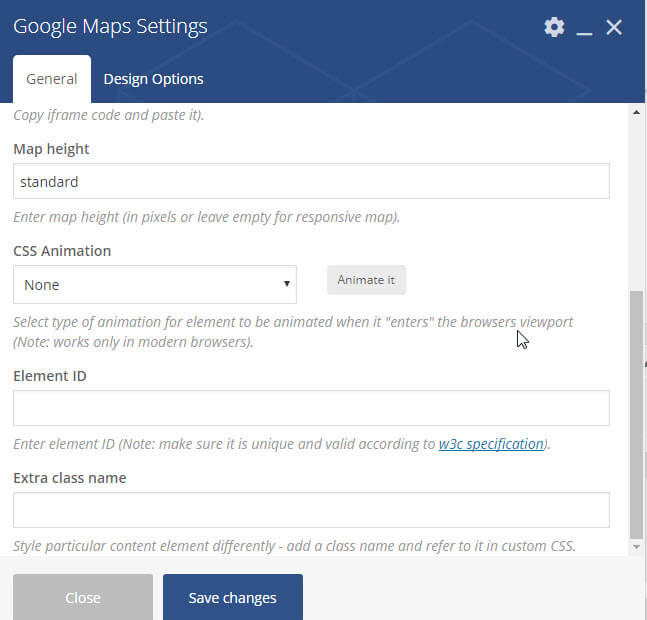 Google Maps Settings
General
Design Options
Copy iframe code and paste it).
Map height
standard
Enter map height (in pixels or leave empty for responsive map).
CSS Animation
None
Animate it
Select type of animation for element to be animated when it "enters" the browsers viewport
(Note: works only in modern browsers).
Element ID
Enter element ID (Note: make sure it is unique and valid according to w3c specification).
Extra class name
Style particular content element differently - add a class name and refer to it in custom CSS.
Close
Save changes